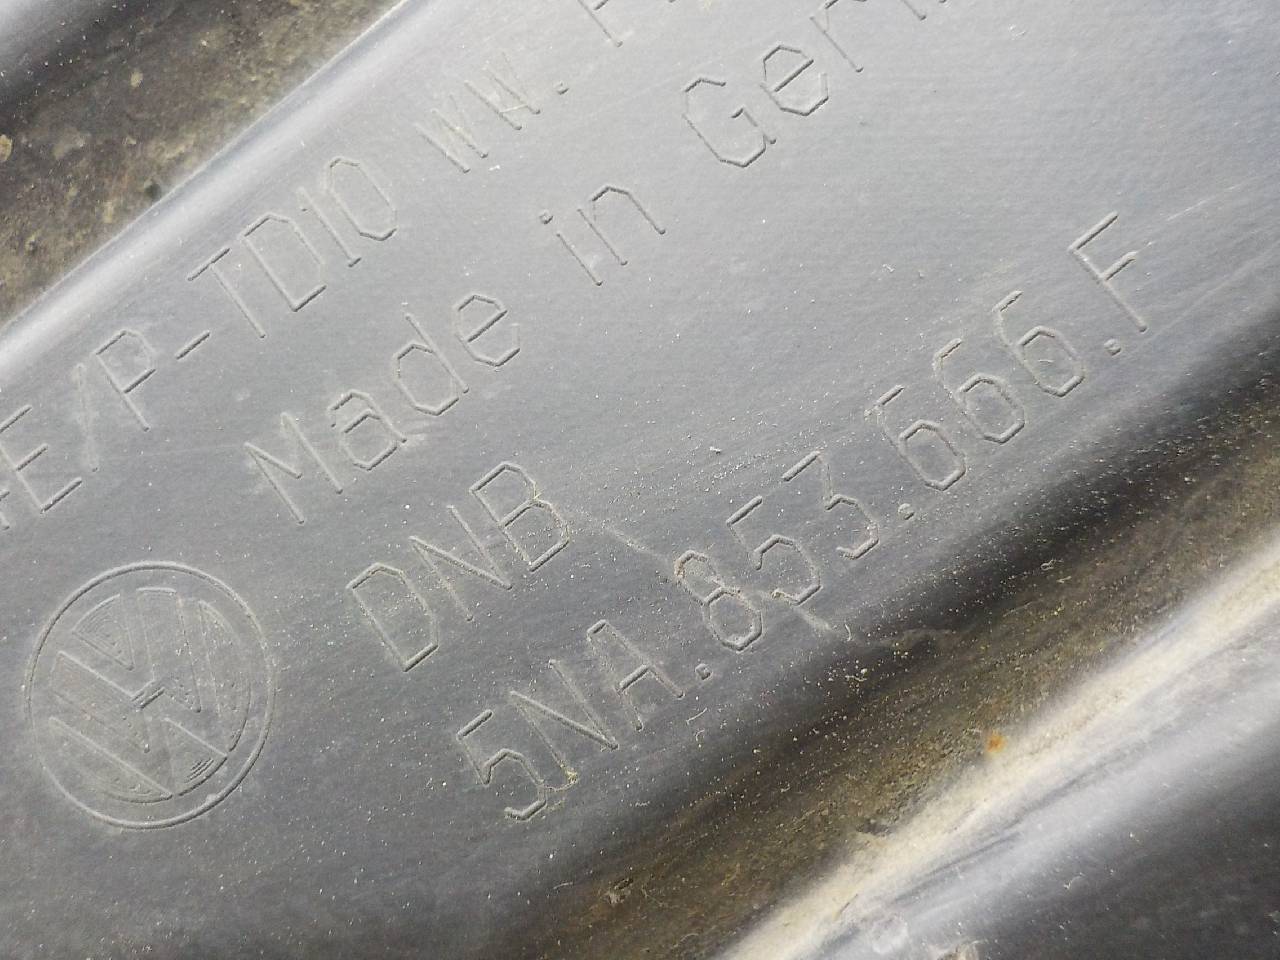 E/P-TD10 WW.
Made in Ger
DNB
5NA.853.666.F